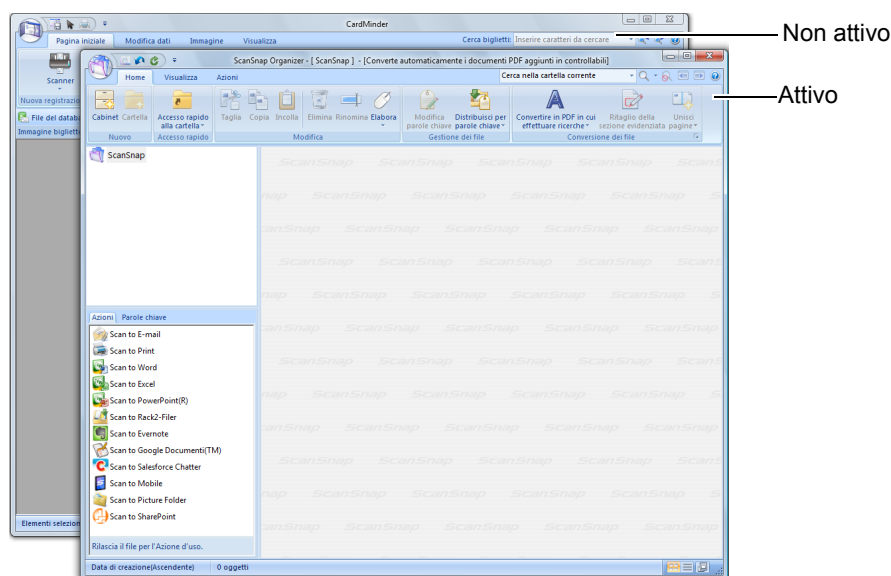 CardMinder
Pagina iniziale Modifica dati Immagine Visualizza Cerca biglietti: Inserire caratteri da cercare
Non attivo
Scanner
Nuova registrazio
File del datab
Immagine bigliett
Elementi selezion
ScanSnap Organizer - [ ScanSnap ] - [Converte automaticamente i documenti PDF aggiunti in controllabili]
Home Visualizza Azioni Cerca nella cartella corrente
Attivo
Cabinet Cartella Accesso rapido alla cartella Taglia Copia Incolla Elimina Rinomina Elabora Modifica parole chiave Distribuisci per parole chiave Convertire in PDF in cui effettuare ricerche Ritaglio della sezione evidenziata Unisci pagine
Nuovo Accesso rapido Modifica Gestione dei file Conversione dei file
ScanSnap
Azioni Parole chiave
Scan to E-mail
Scan to Print
Scan to Word
Scan to Excel
Scan to PowerPoint(R)
Scan to Rack2-Filer
Scan to Evernote
Scan to Google Documenti(TM)
Scan to Salesforce Chatter
Scan to Mobile
Scan to Picture Folder
Scan to SharePoint
Rilascia il file per l'Azione d'uso.
Data di creazione(Ascendente) 0 oggetti